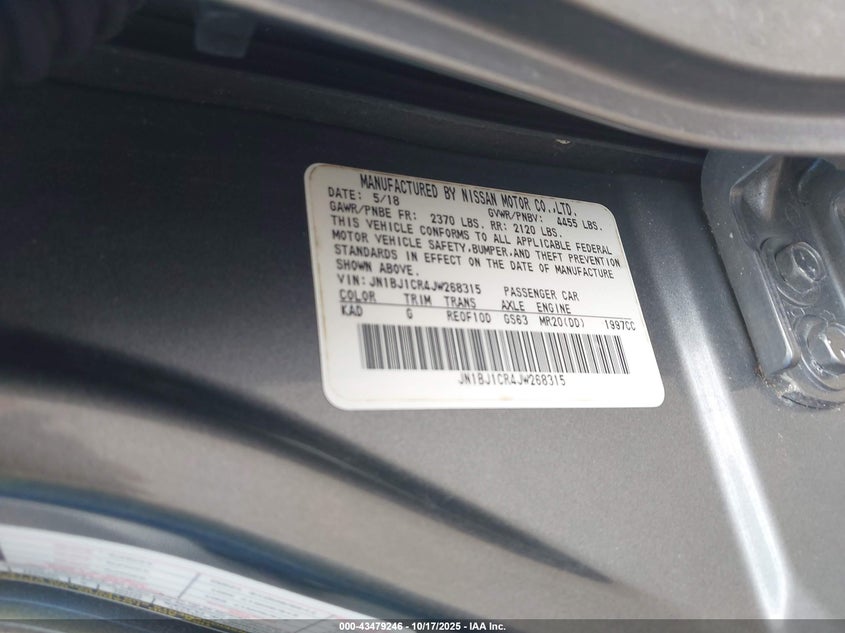 MANUFACTURED BY NISSAN MOTOR CO.,LTD.
DATE: 5/18 GVWR/PNBV: 4455 LBS.
GAWR/PNBE FR: 2370 LBS. RR: 2120 LBS.
THIS VEHICLE CONFORMS TO ALL APPLICABLE FEDERAL
MOTOR VEHICLE SAFETY,BUMPER,AND THEFT PREVENTION
STANDARDS IN EFFECT ON THE DATE OF MANUFACTURE
SHOWN ABOVE.
VIN: JN1BJ1CR4JW268315 PASSENGER CAR
COLOR TRIM TRANS AXLE ENGINE
KAD G RE0F10D GS63 MR20(DD) 1997CC
JN1BJ1CR4JW268315
000-43479246 - 10/17/2025 - IAA Inc.